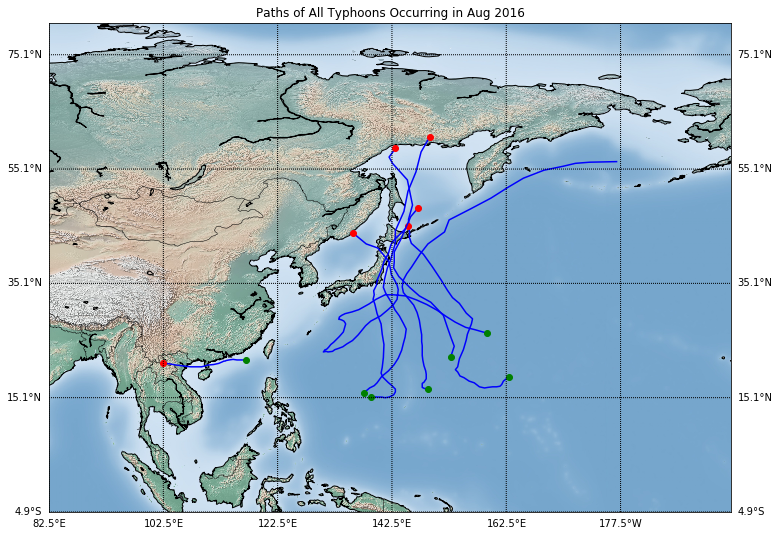 Paths of All Typhoons Occurring in Aug 2016
75.1°N 75.1°N
55.1°N 55.1°N
35.1°N 35.1°N
15.1°N 15.1°N
4.9°S 4.9°S
82.5°E 102.5°E 122.5°E 142.5°E 162.5°E 177.5°W